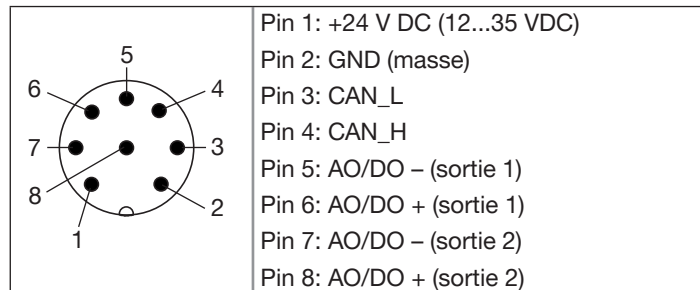 5
6
4
7
3
8
2
1
Pin 1: +24 V DC (12...35 VDC)
Pin 2: GND (masse)
Pin 3: CAN_L
Pin 4: CAN_H
Pin 5: AO/DO – (sortie 1)
Pin 6: AO/DO + (sortie 1)
Pin 7: AO/DO – (sortie 2)
Pin 8: AO/DO + (sortie 2)